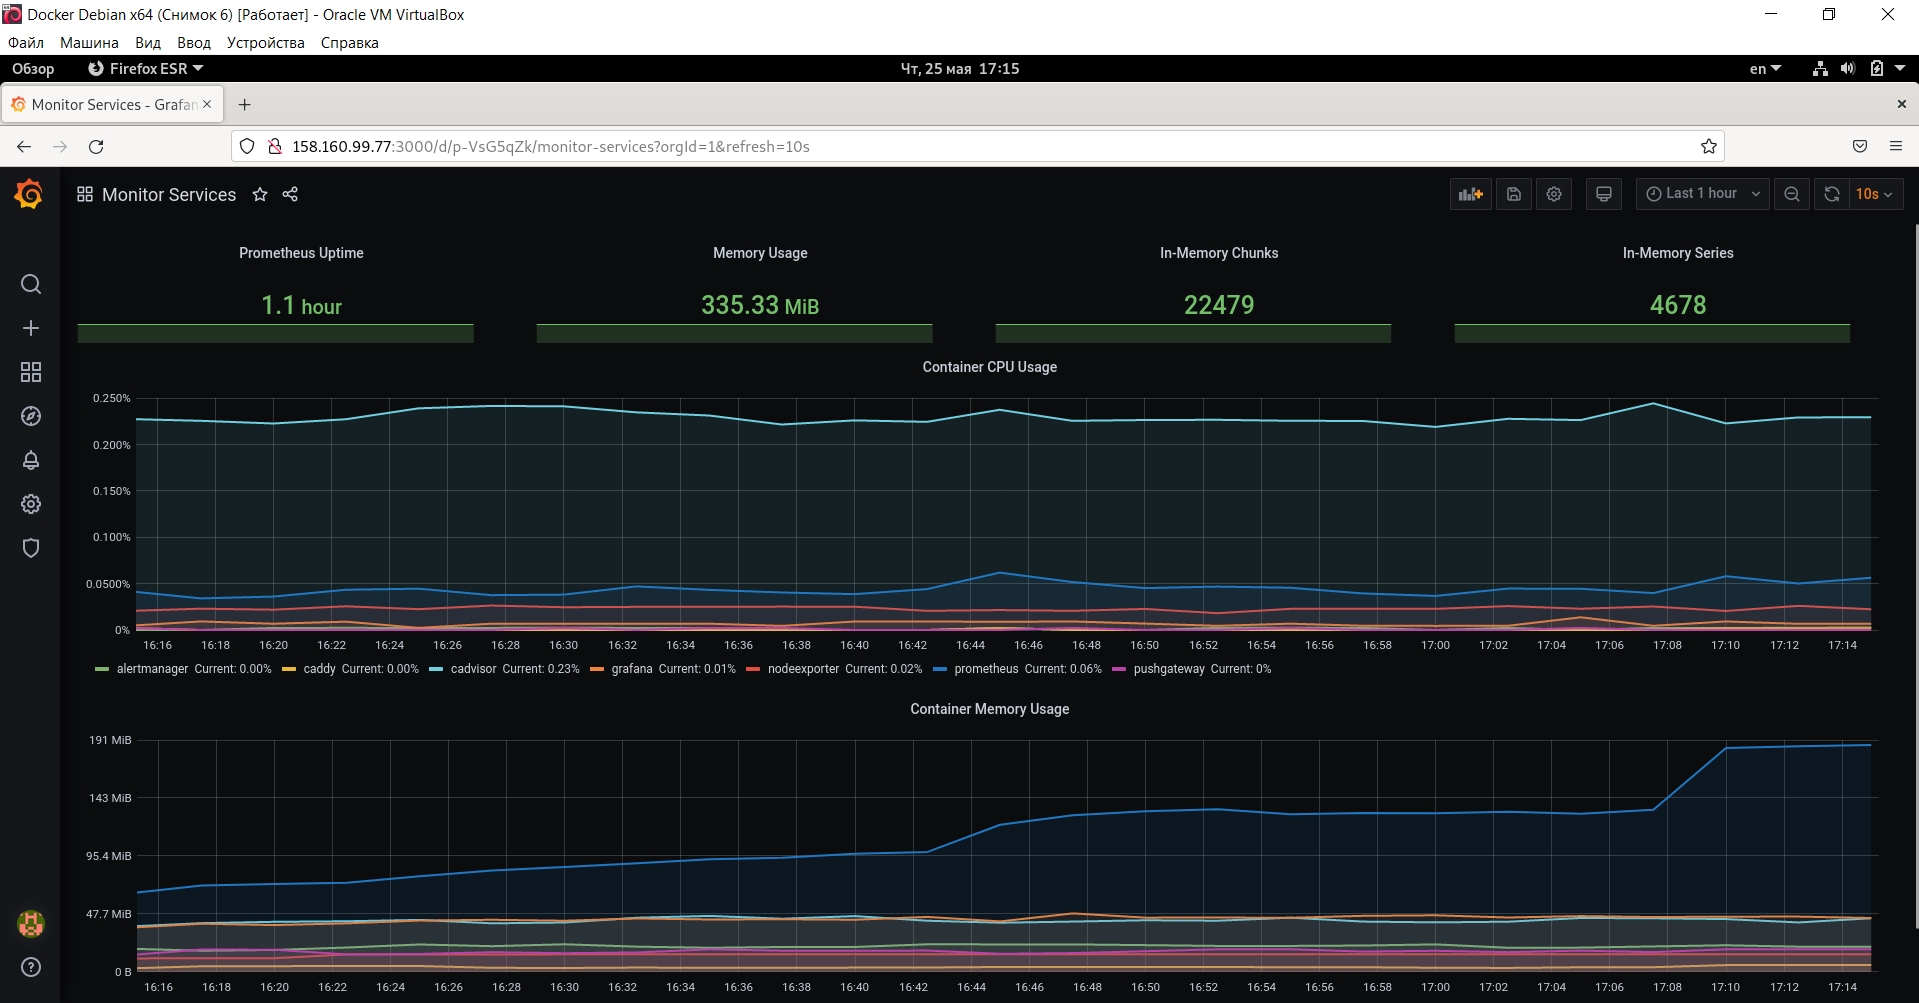 Docker Debian x64 (Снимок 6) [Работает] - Oracle VM VirtualBox
Файл Машина Вид Ввод Устройства Справка
Обзор Firefox ESR Чт, 25 мая 17:15 en
Monitor Services - Grafan
158.160.99.77:3000/d/p-VsG5qZk/monitor-services?orgId=1&refresh=10s
Monitor Services Last 1 hour 10s
Prometheus Uptime Memory Usage In-Memory Chunks In-Memory Series
1.1 hour 335.33 MiB 22479 4678
Container CPU Usage
0.250%
0.200%
0.150%
0.100%
0.0500%
0%
16:16 16:18 16:20 16:22 16:24 16:26 16:28 16:30 16:32 16:34 16:36 16:38 16:40 16:42 16:44 16:46 16:48 16:50 16:52 16:54 16:56 16:58 17:00 17:02 17:04 17:06 17:08 17:10 17:12 17:14
alertmanager Current: 0.00% caddy Current: 0.00% cadvisor Current: 0.23% grafana Current: 0.01% nodeexporter Current: 0.02% prometheus Current: 0.06% pushgateway Current: 0%
Container Memory Usage
191 MiB
143 MiB
95.4 MiB
47.7 MiB
0 B
16:16 16:18 16:20 16:22 16:24 16:26 16:28 16:30 16:32 16:34 16:36 16:38 16:40 16:42 16:44 16:46 16:48 16:50 16:52 16:54 16:56 16:58 17:00 17:02 17:04 17:06 17:08 17:10 17:12 17:14